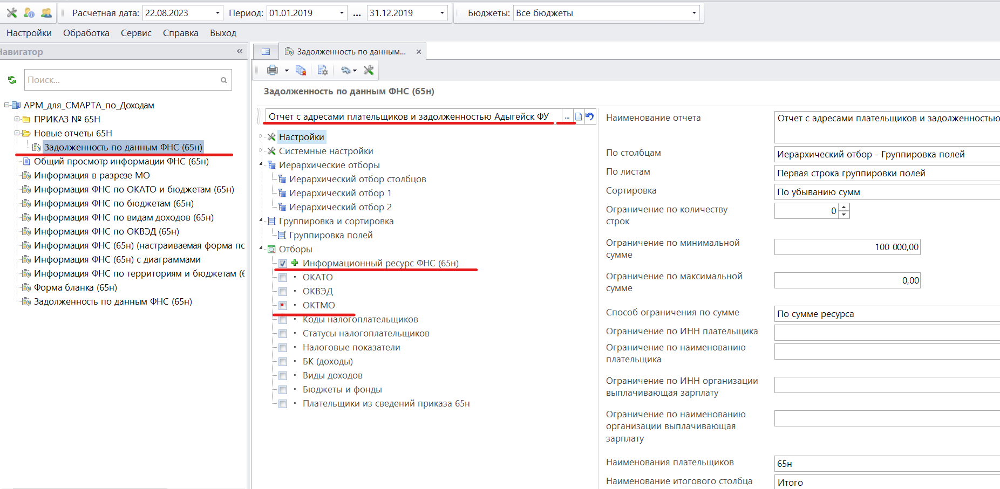 Расчетная дата: 22.08.2023 Период: 01.01.2019 ... 31.12.2019 Бюджеты: Все бюджеты
Настройки Обработка Сервис Справка Выход
Навигатор «
Поиск...
АРМ_для_СМАРТА_по_Доходам
ПРИКАЗ № 65Н
Новые отчеты 65Н
Задолженность по данным ФНС (65н)
Общий просмотр информации ФНС (65н)
Информация в разрезе МО
Информация ФНС по ОКАТО и бюджетам (65н)
Информация ФНС по бюджетам (65н)
Информация ФНС по видам доходов (65н)
Информация ФНС по ОКВЭД (65н)
Информация ФНС (65н) (настраиваемая форма пс
Информация ФНС (65н) с диаграммами
Информация ФНС по территориям и бюджетам (6
Форма бланка (65н)
Задолженность по данным ФНС (65н)
Задолженность по данным...
Задолженность по данным ФНС (65н)
Отчет с адресами плательщиков и задолженностью Адыгейск ФУ ...
Настройки
Системные настройки
Иерархические отборы
Иерархический отбор столбцов
Иерархический отбор 1
Иерархический отбор 2
Группировка и сортировка
Группировка полей
Отборы
Информационный ресурс ФНС (65н)
ОКАТО
ОКВЭД
ОКТМО
Коды налогоплательщиков
Статусы налогоплательщиков
Налоговые показатели
БК (доходы)
Виды доходов
Бюджеты и фонды
Плательщики из сведений приказа 65н
Наименование отчета Отчет с адресами плательщиков и задолженностью
По столбцам Иерархический отбор - Группировка полей
По листам Первая строка группировки полей
Сортировка По убыванию сумм
Ограничение по количеству
строк 0
Ограничение по минимальной
сумме 100 000,00
Ограничение по максимальной
сумме 0,00
Способ ограничения по сумме По сумме ресурса
Ограничение по ИНН плательщика
Ограничение по наименованию
плательщика
Ограничение по ИНН организации
выплачивающая зарплату
Ограничение по наименованию
организации выплачивающая
зарплату
Наименования плательщиков 65н
Наименование итогового столбца Итого